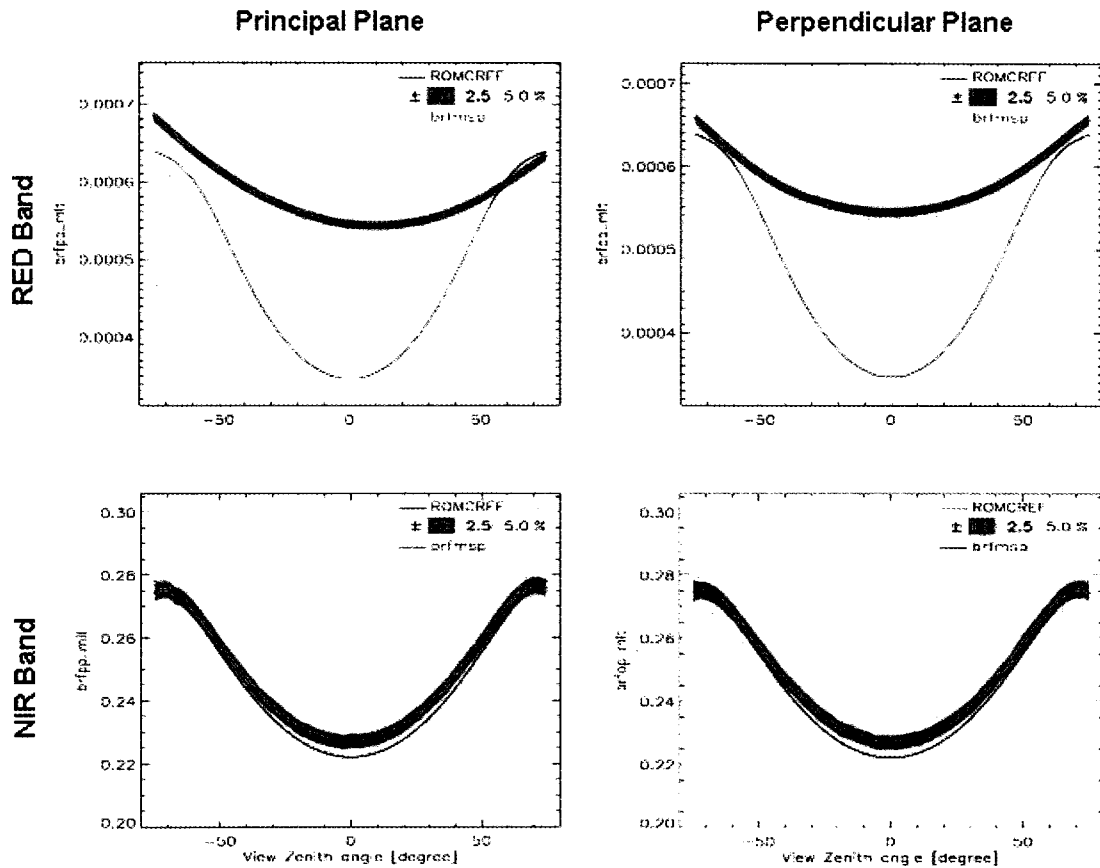 Principal Plane
Perpendicular Plane
RED Band
NIR Band
ROMCREF
± 2.5 5.0 %
brfmsp
0.0007
0.0006
0.0005
0.0004
brfpp_mlt
-50 0 50
ROMCREF
± 2.5 5.0 %
brfmsp
0.0007
0.0006
0.0005
0.0004
-50 0 50
ROMCREF
± 2.5 5.0 %
brfmsp
0.30
0.28
0.26
0.24
0.22
0.20
brfpp_mlt
-50 0 50
View Zenith angle [degree]
ROMCREF
± 2.5 5.0 %
brfmsp
0.30
0.28
0.26
0.24
0.22
0.20
-50 0 50
View Zenith angle [degree]